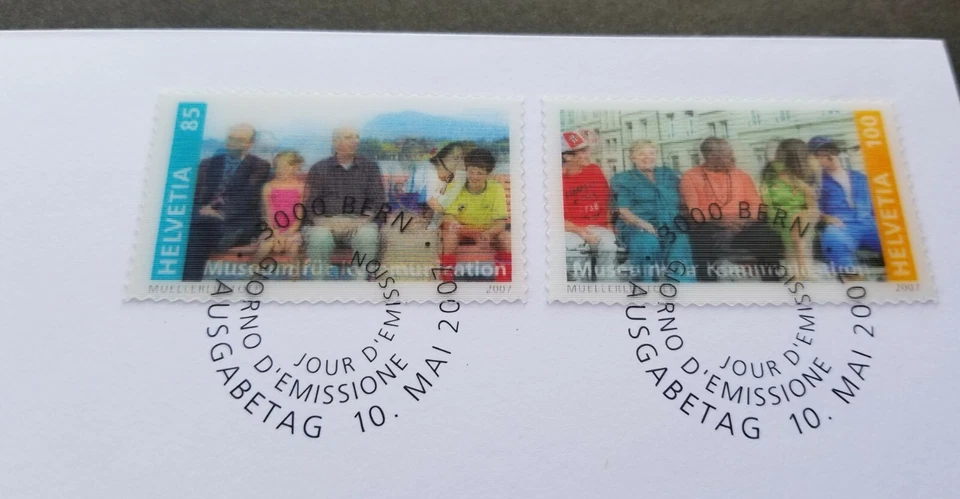 85
HELVETIA
Museum für Kommunikation
2007
3000 BERN
JOUR D'EMISSION
GIORNO D'EMISSIONE
AUSGABETAG 10. MAI 2007
100
HELVETIA
Museum für Kommunikation
2007
3000 BERN
JOUR D'EMISSION
GIORNO D'EMISSIONE
AUSGABETAG 10. MAI 2007